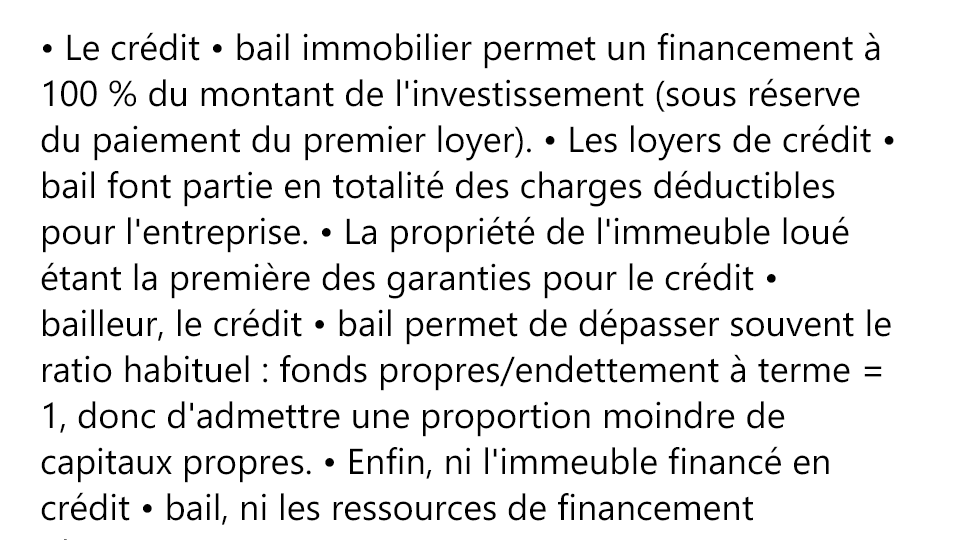 • Le crédit • bail immobilier permet un financement à
100 % du montant de l'investissement (sous réserve
du paiement du premier loyer). • Les loyers de crédit •
bail font partie en totalité des charges déductibles
pour l'entreprise. • La propriété de l'immeuble loué
étant la première des garanties pour le crédit •
bailleur, le crédit • bail permet de dépasser souvent le
ratio habituel : fonds propres/endettement à terme =
1, donc d'admettre une proportion moindre de
capitaux propres. • Enfin, ni l'immeuble financé en
crédit • bail, ni les ressources de financement